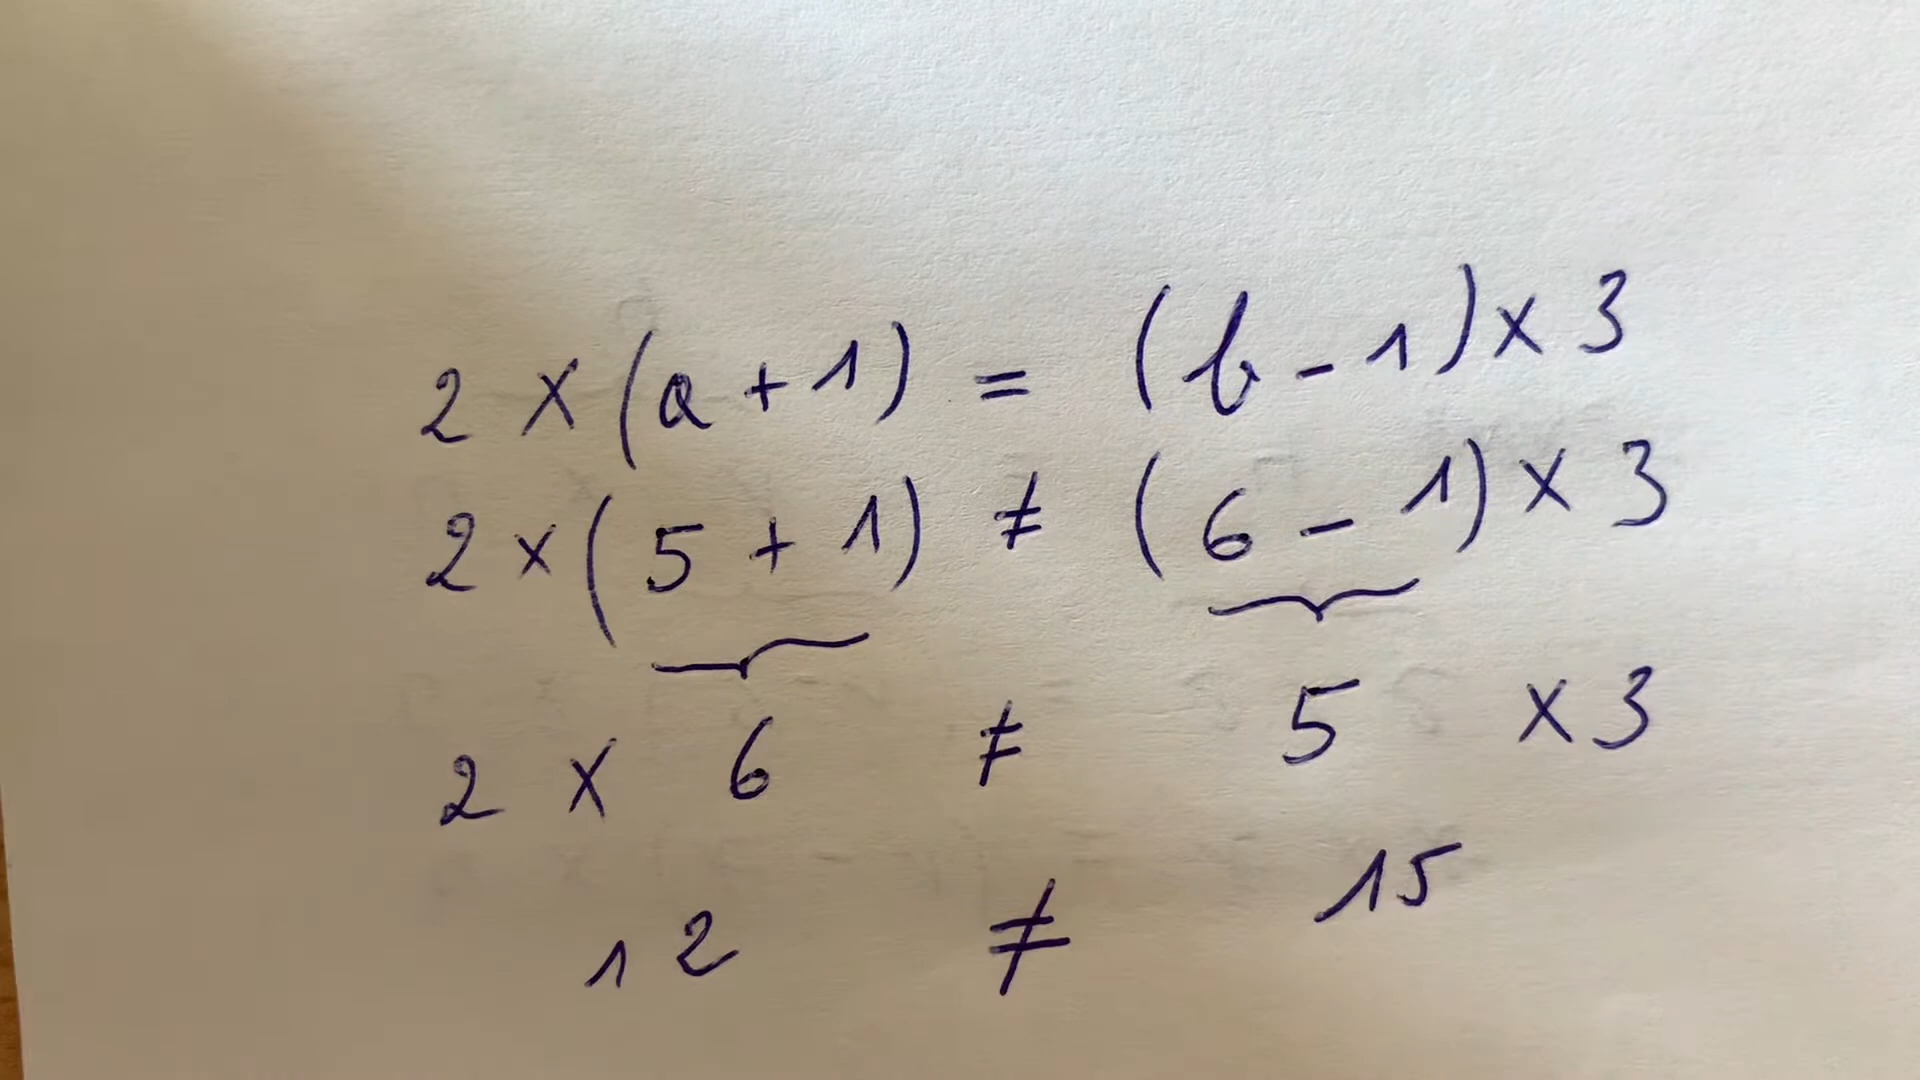 2 × (a + 1) = (b - 1) × 3
2 × (5 + 1) ≠ (6 - 1) × 3
2 × 6 ≠ 5 × 3
12 ≠ 15